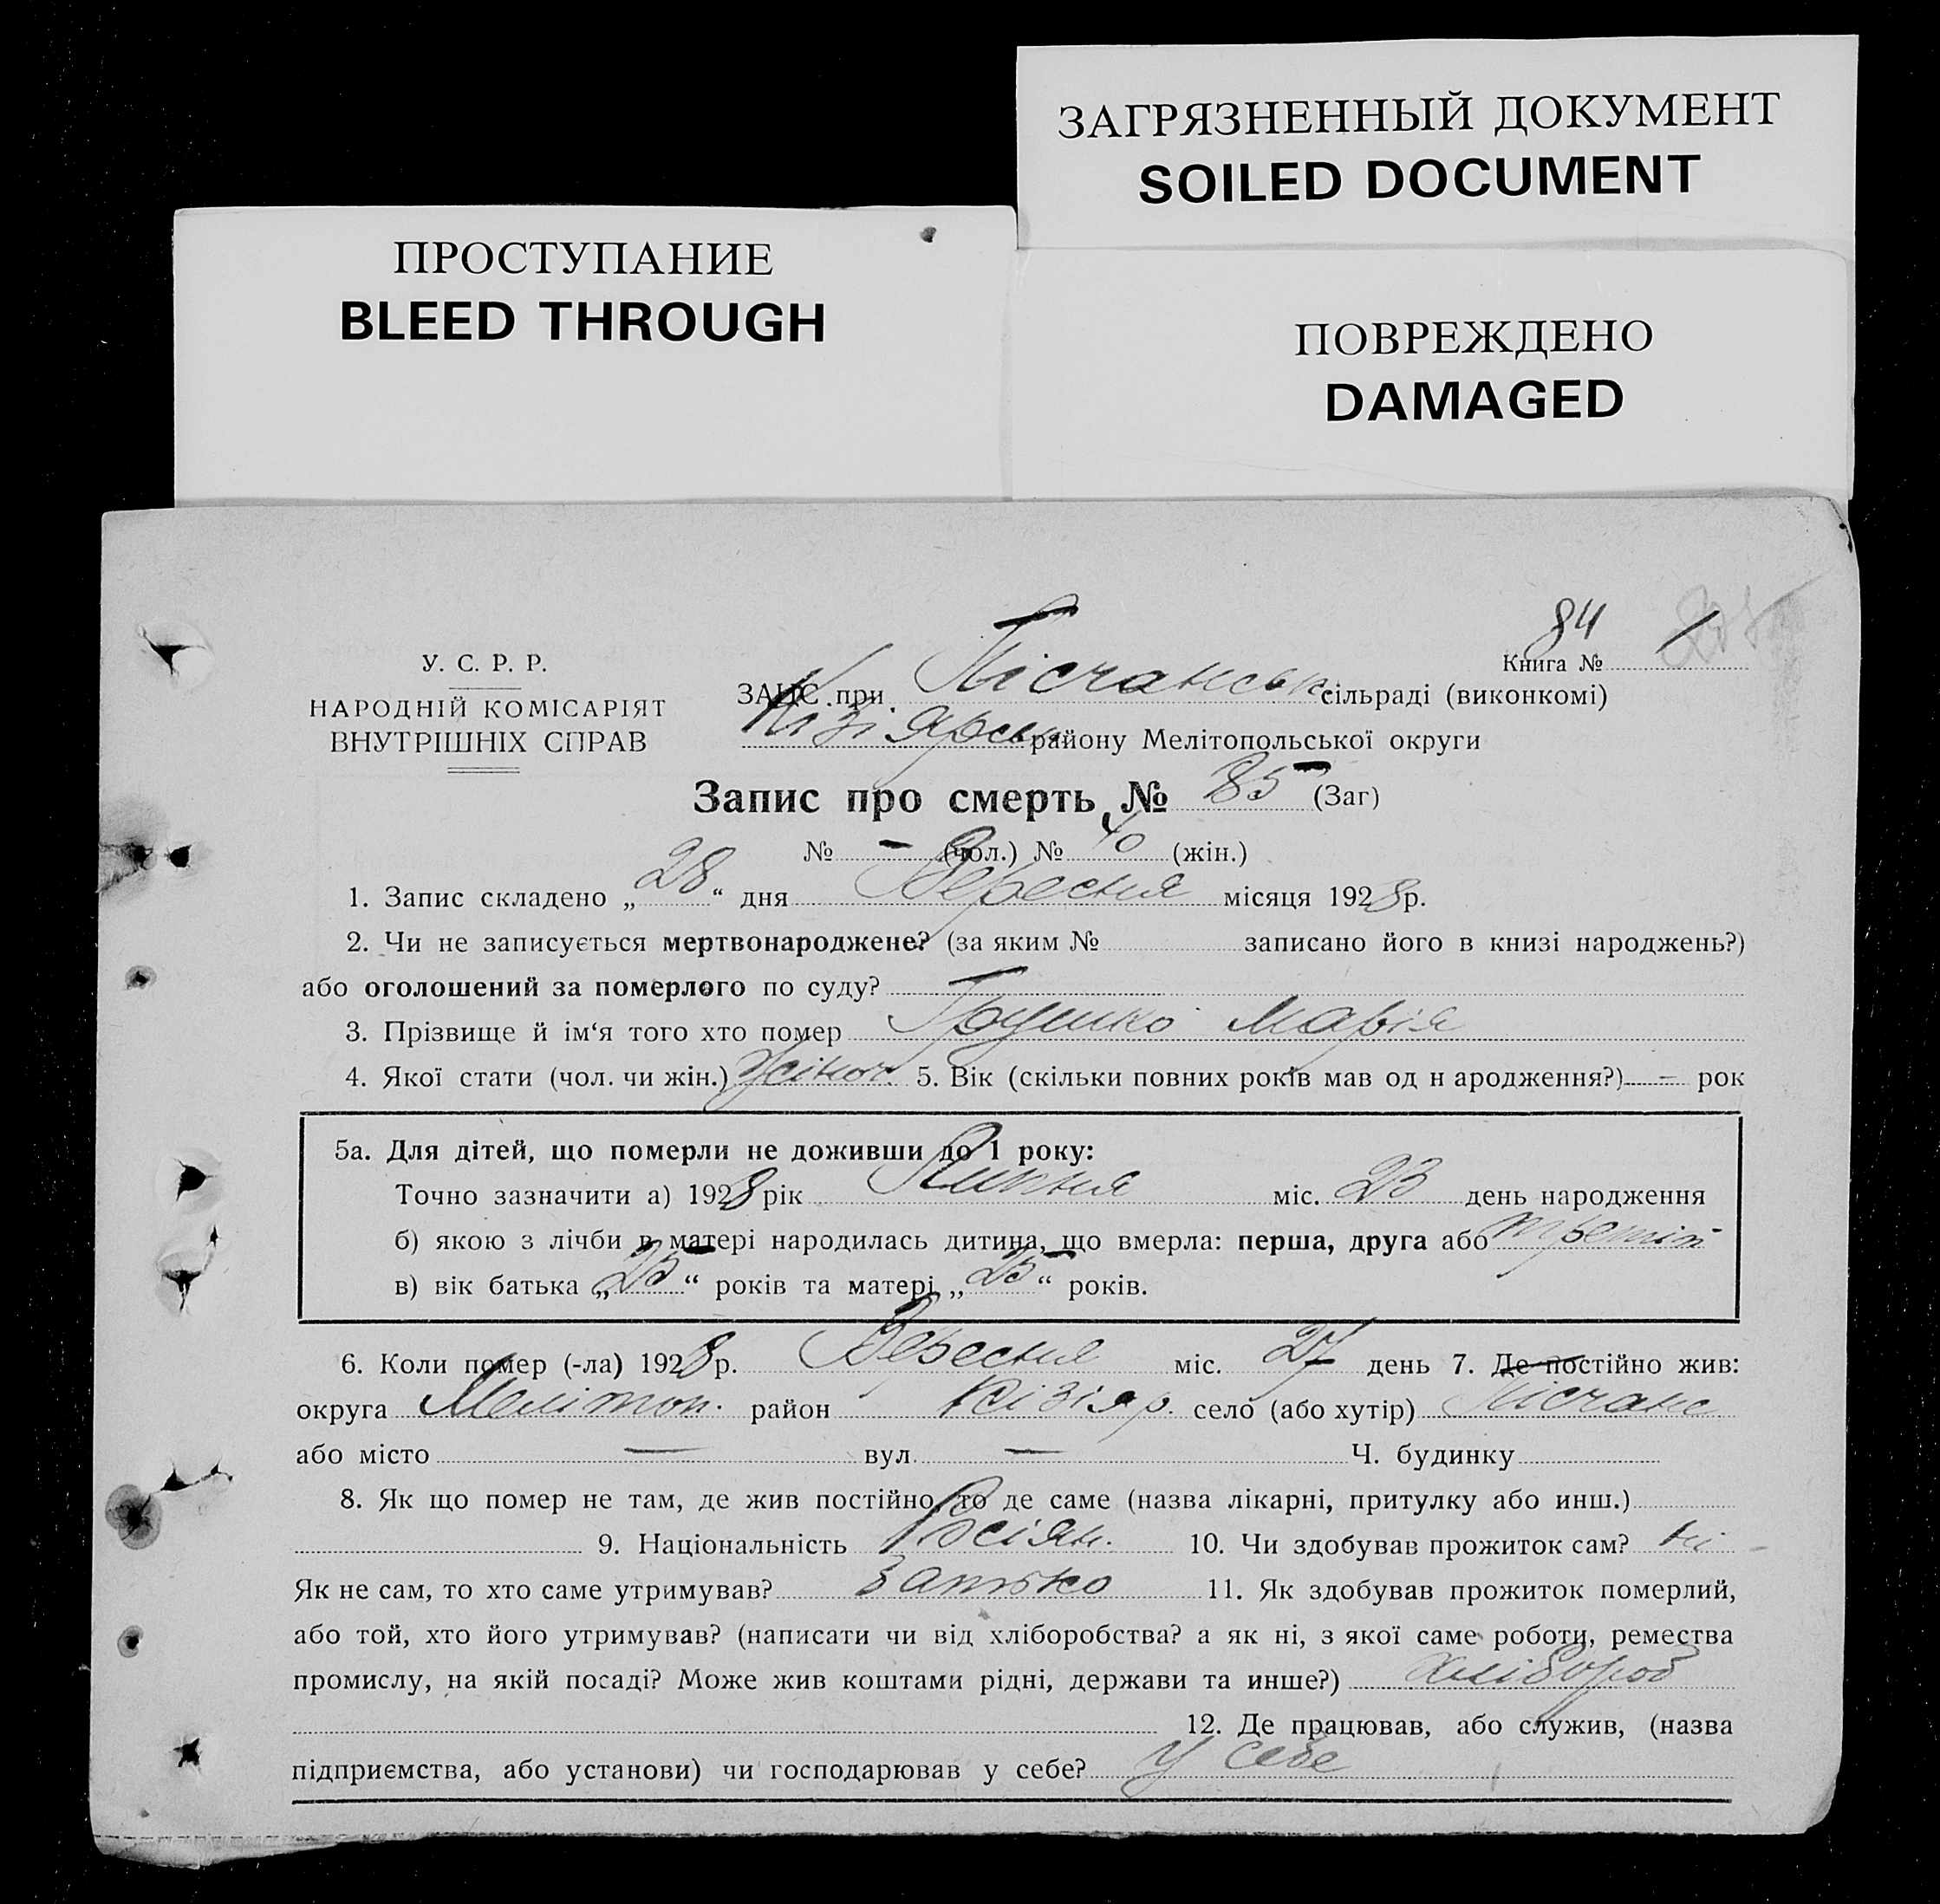 ЗАГРЯЗНЕННЫЙ ДОКУМЕНТ
SOILED DOCUMENT
ПРОСТУПАНИЕ
BLEED THROUGH
ПОВРЕЖДЕНО
DAMAGED
84 1
Книга №
У. С. Р. Р.
НАРОДНІЙ КОМІСАРІЯТ
ВНУТРІШНІХ СПРАВ
ЗАЦС при Пісчанськ. сільраді (виконкомі)
Кізіярськ району Мелітопольської округи
Запис про смерть № 85 (Заг)
№ — (чол.) № 40 (жін.)
1. Запис складено „28“ дня Вересня місяця 1928р.
2. Чи не записується мертвонароджене? (за яким № записано його в книзі народжень?)
або оголошений за померлого по суду?
3. Прізвище й ім‘я того хто помер Грушко Марія
4. Якої стати (чол. чи жін.) жіноч. 5. Вік (скільки повних років мав од н ародження?) — рок
5а. Для дітей, що померли не доживши до 1 року:
Точно зазначити а) 1928 рік Липня міс. 23 день народження
б) якою з лічби в матері народилась дитина, що вмерла: перша, друга або третій
в) вік батька „25“ років та матері „25“ років.
6. Коли помер (-ла) 1928 р. Вересня міс. 27 день 7. Де постійно жив:
округа Мелітоп. район Кізіяр. село (або хутір) Пісчане
або місто — вул. — Ч. будинку
8. Як що помер не там, де жив постійно, то де саме (назва лікарні, притулку або инш.)
9. Національність Росіян. 10. Чи здобував прожиток сам? ні
Як не сам, то хто саме утримував? батько 11. Як здобував прожиток померлий,
або той, хто його утримував? (написати чи від хліборобства? а як ні, з якої саме роботи, ремества
промислу, на якій посаді? Може жив коштами рідні, держави та инше?) хлібороб
12. Де працював, або служив, (назва
підприємства, або установи) чи господарював у себе? у себе